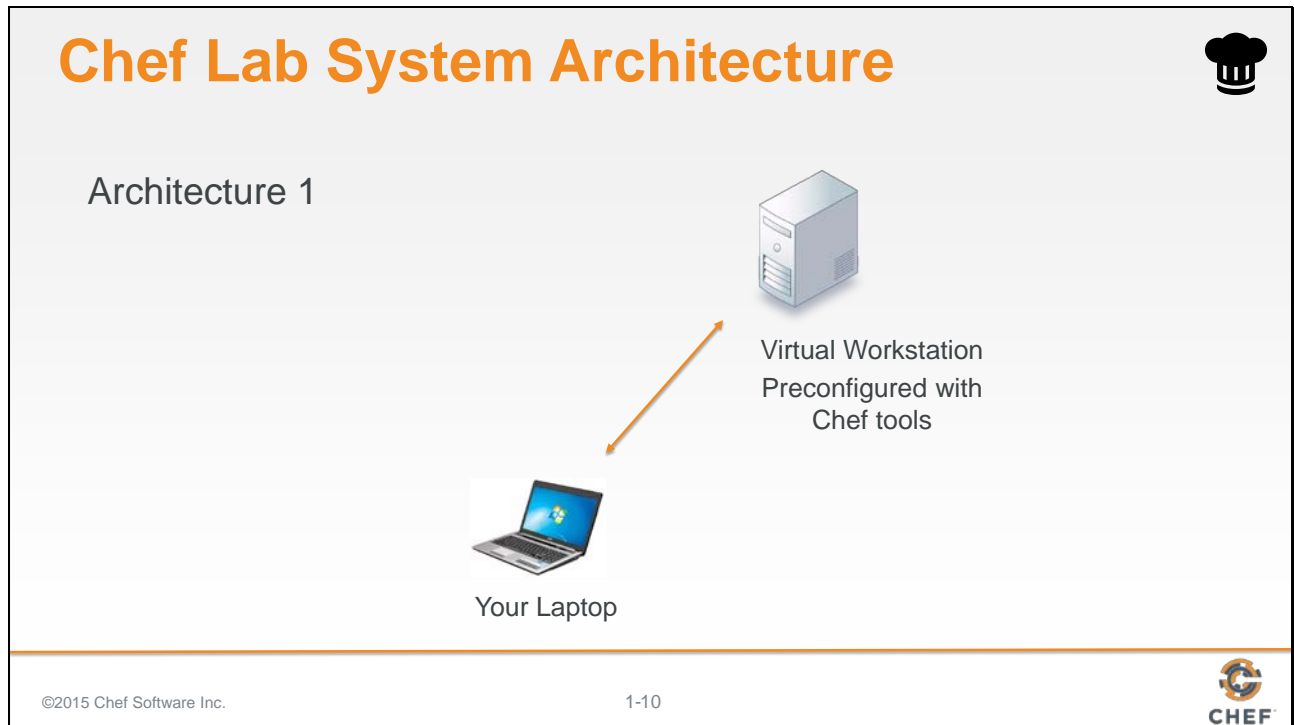 Chef Lab System Architecture
Architecture 1
Virtual Workstation
Preconfigured with
Chef tools
Your Laptop
©2015 Chef Software Inc.
1-10
CHEF